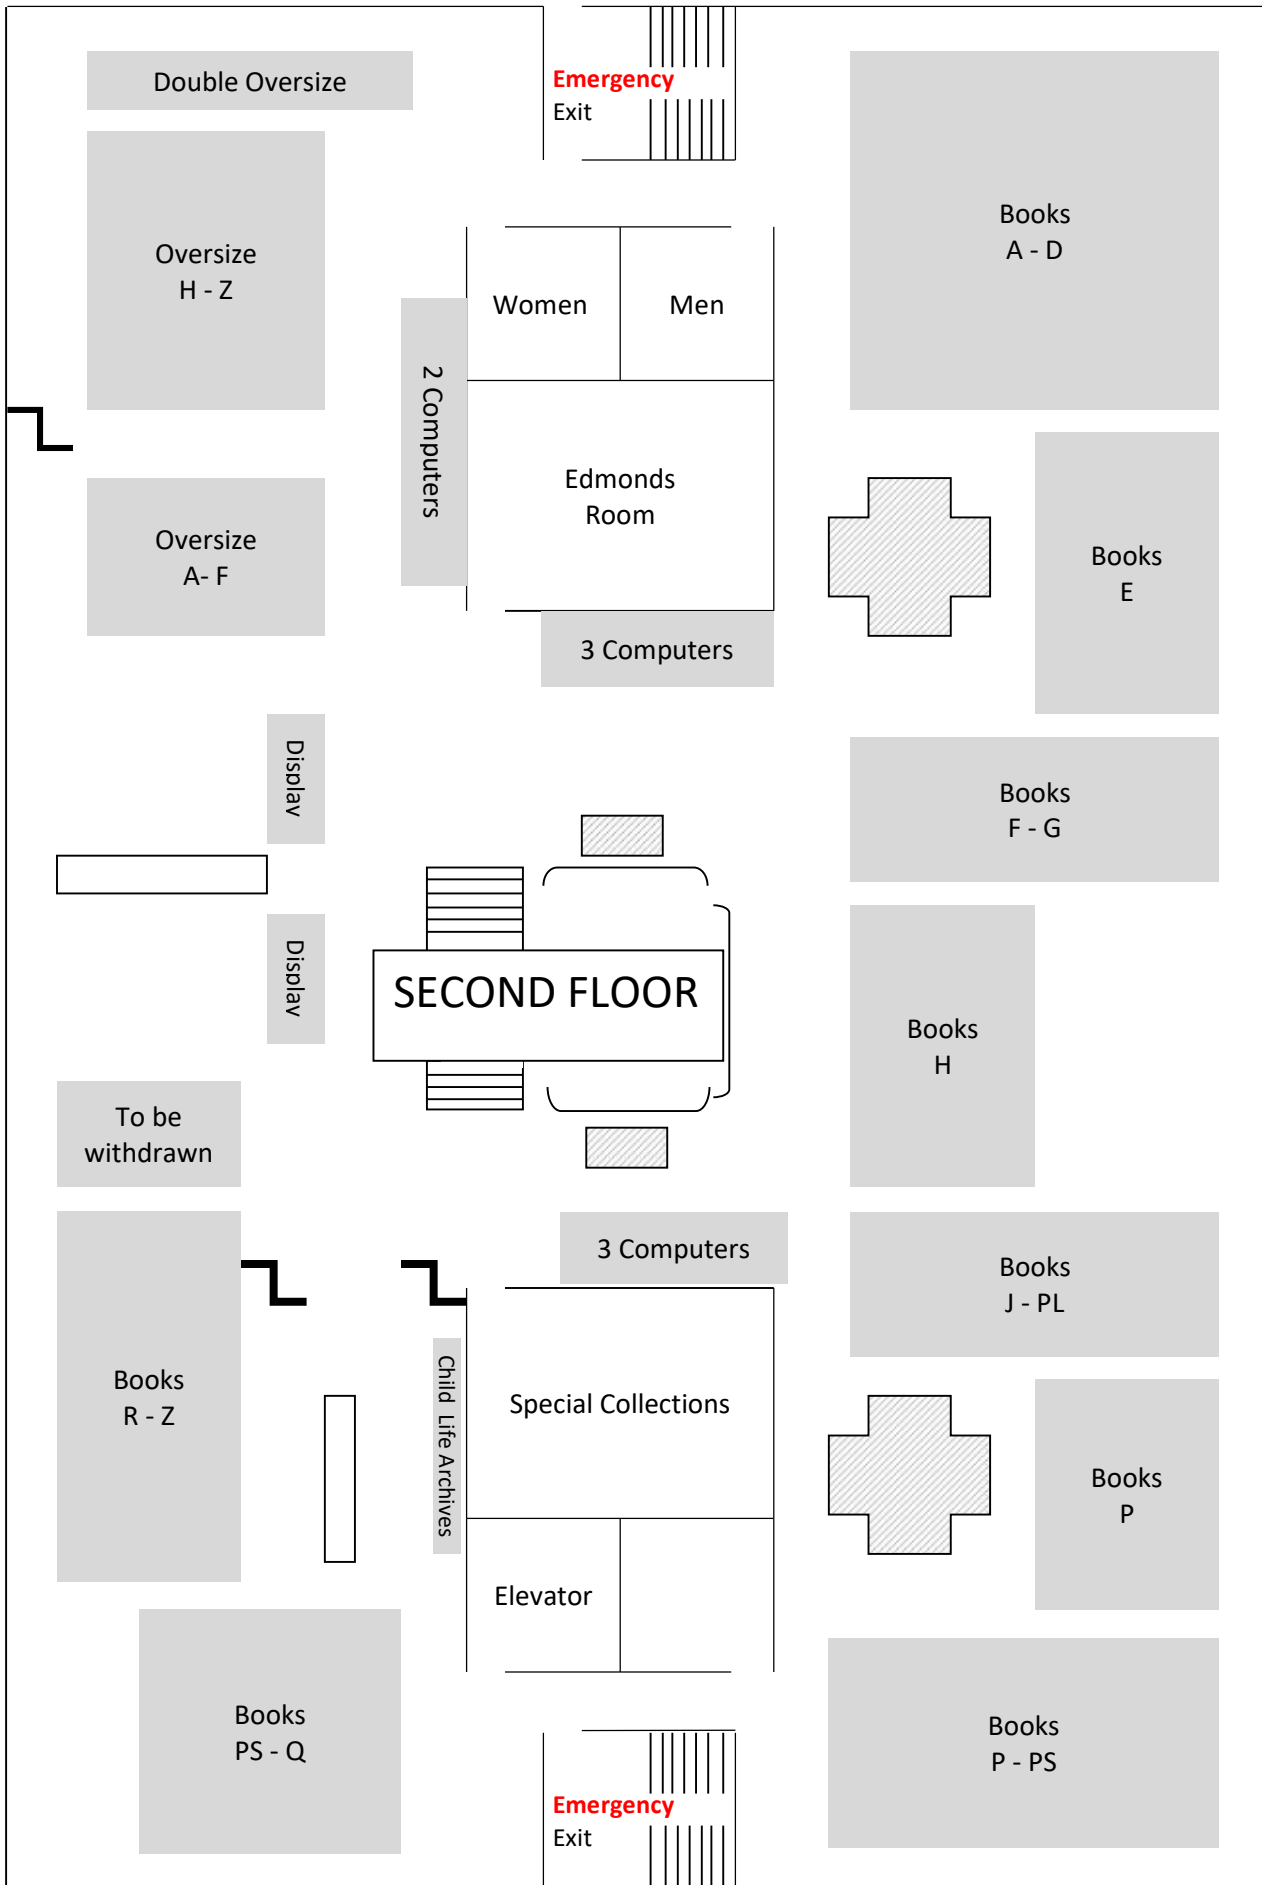 Double Oversize
Emergency
Exit
Books
A - D
Oversize
H - Z
Women
Men
2 Computers
Edmonds
Room
Oversize
A- F
Books
E
3 Computers
Display
Books
F - G
Display
SECOND FLOOR
Books
H
To be
withdrawn
3 Computers
Books
J - PL
Books
R - Z
Child Life Archives
Special Collections
Books
P
Elevator
Books
PS - Q
Books
P - PS
Emergency
Exit